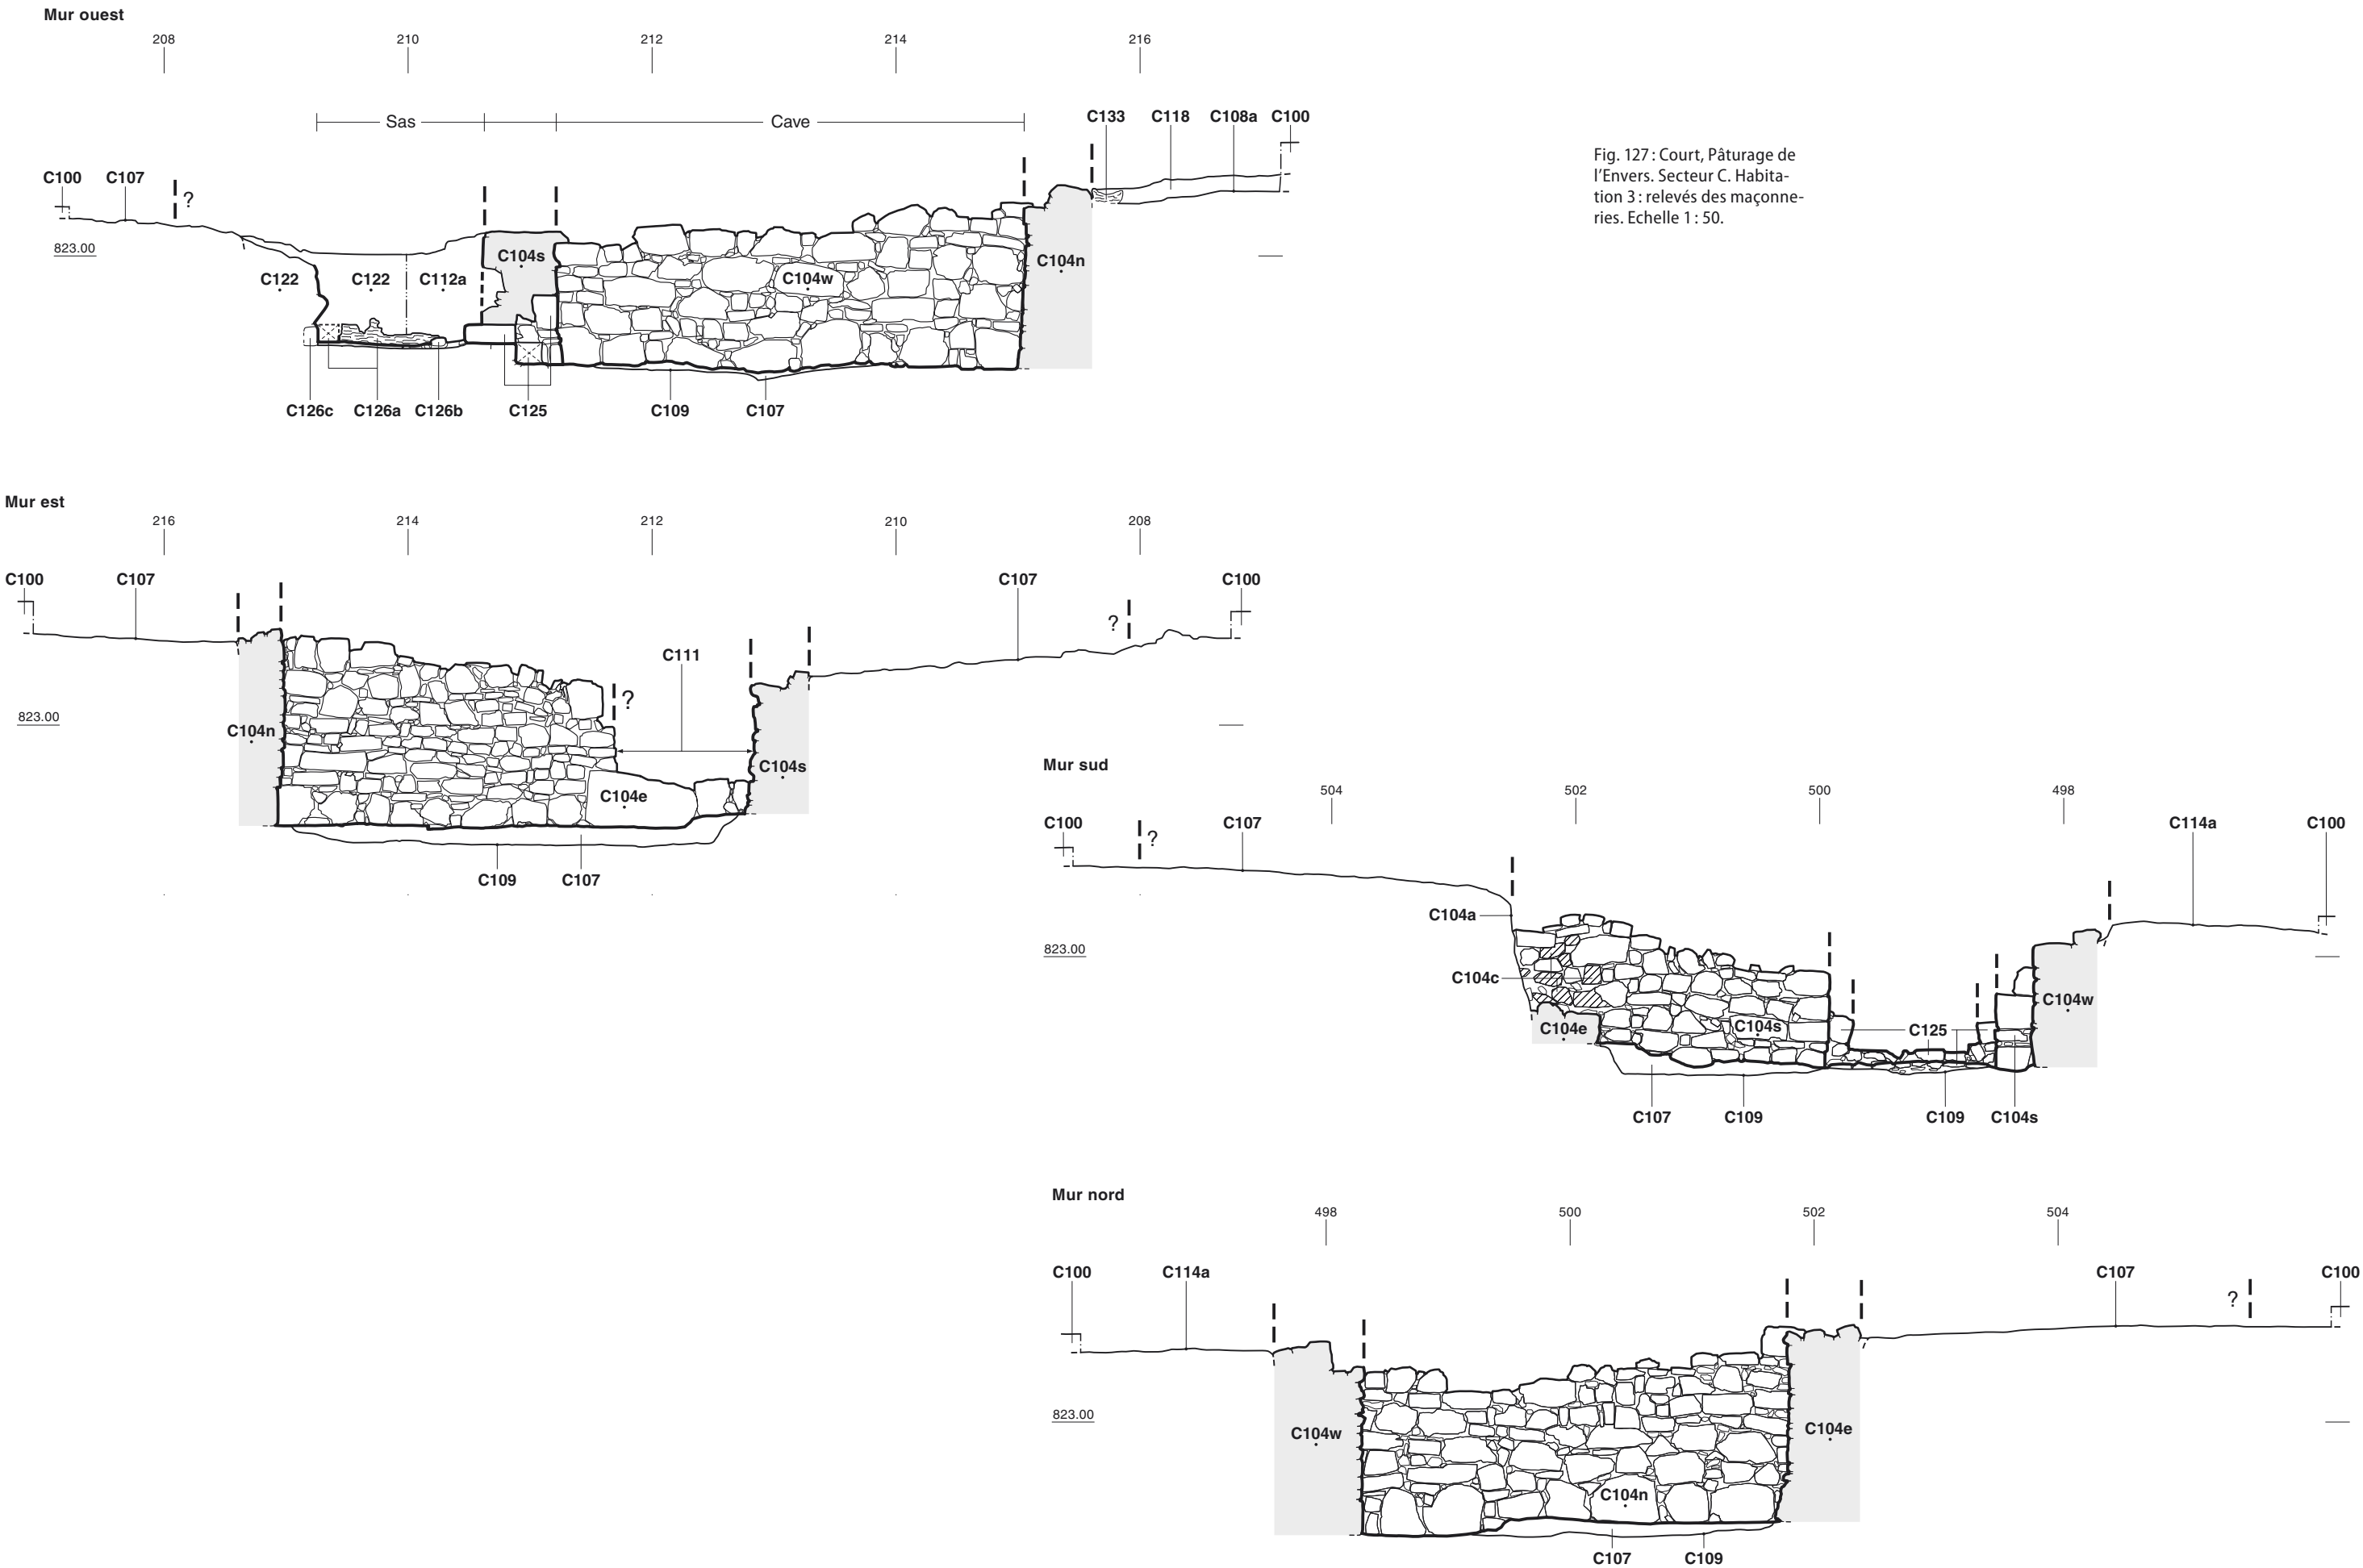 Mur ouest
208 210 212 214 216
Sas Cave
C133 C118 C108a C100
C100 C107 ?
823.00
C122 C122 C112a C104s C104w C104n
C126c C126a C126b C125 C109 C107
Fig. 127 : Court, Pâturage de
l’Envers. Secteur C. Habita-
tion 3 : relevés des maçonne-
ries. Echelle 1 : 50.
Mur est
216 214 212 210 208
C100 C107 C107 C100
?
C111
?
823.00
C104n C104e C104s
C109 C107
Mur sud
504 502 500 498
C100 ? C107 C114a C100
C104a
823.00
C104c
C104e C104s C125 C104w
C107 C109 C109 C104s
Mur nord
498 500 502 504
C100 C114a C107 ? C100
823.00
C104w C104n C104e
C107 C109